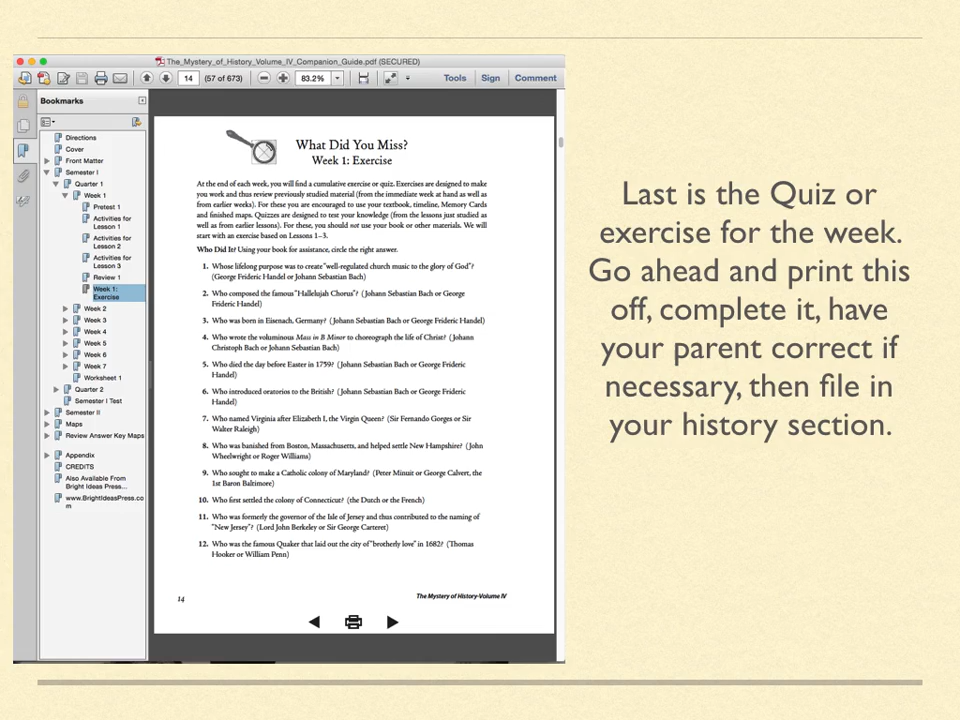 The_Mystery_of_History_Volume_IV_Companion_Guide.pdf (SECURED)
14 (57 of 673) 83.2% Tools Sign Comment
Bookmarks
Directions
Cover
Front Matter
Semester I
Quarter 1
Week 1
Pretest 1
Activities for
Lesson 1
Activities for
Lesson 2
Activities for
Lesson 3
Review 1
Week 1:
Exercise
Week 2
Week 3
Week 4
Week 5
Week 6
Week 7
Worksheet 1
Quarter 2
Semester I Test
Semester II
Maps
Review Answer Key Maps
Appendix
CREDITS
Also Available From
Bright Ideas Press...
www.BrightIdeasPress.co
m
What Did You Miss?
Week 1: Exercise
At the end of each week, you will find a cumulative exercise or quiz. Exercises are designed to make
you work and thus review previously studied material (from the immediate week at hand as well as
from earlier weeks). For these you are encouraged to use your textbook, timeline, Memory Cards
and finished maps. Quizzes are designed to test your knowledge (from the lessons just studied as
well as from earlier lessons). For these, you should not use your book or other materials. We will
start with an exercise based on Lessons 1–3.
Who Did It? Using your book for assistance, circle the right answer.
1. Whose lifelong purpose was to create "well-regulated church music to the glory of God"?
(George Frideric Handel or Johann Sebastian Bach)
2. Who composed the famous "Hallelujah Chorus"? (Johann Sebastian Bach or George
Frideric Handel)
3. Who was born in Eisenach, Germany? (Johann Sebastian Bach or George Frideric Handel)
4. Who wrote the voluminous Mass in B Minor to choreograph the life of Christ? (Johann
Christoph Bach or Johann Sebastian Bach)
5. Who died the day before Easter in 1759? (Johann Sebastian Bach or George Frideric
Handel)
6. Who introduced oratorios to the British? (Johann Sebastian Bach or George Frideric
Handel)
7. Who named Virginia after Elizabeth I, the Virgin Queen? (Sir Fernando Gorges or Sir
Walter Raleigh)
8. Who was banished from Boston, Massachusetts, and helped settle New Hampshire? (John
Wheelwright or Roger Williams)
9. Who sought to make a Catholic colony of Maryland? (Peter Minuit or George Calvert, the
1st Baron Baltimore)
10. Who first settled the colony of Connecticut? (the Dutch or the French)
11. Who was formerly the governor of the Isle of Jersey and thus contributed to the naming of
"New Jersey"? (Lord John Berkeley or Sir George Carteret)
12. Who was the famous Quaker that laid out the city of "brotherly love" in 1682? (Thomas
Hooker or William Penn)
14
The Mystery of History-Volume IV
Last is the Quiz or
exercise for the week.
Go ahead and print this
off, complete it, have
your parent correct if
necessary, then file in
your history section.